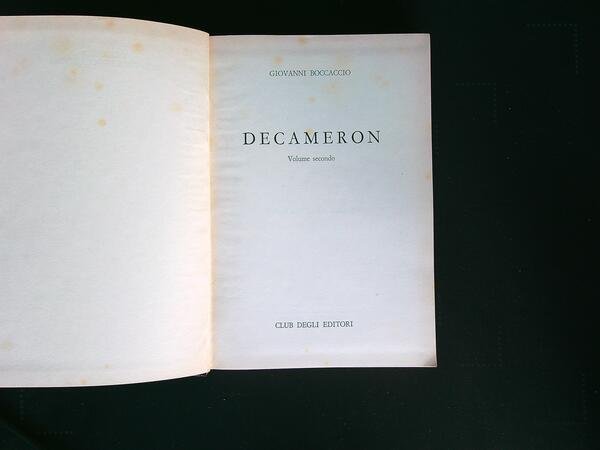 GIOVANNI BOCCACCIO
DECAMERON
Volume secondo
CLUB DEGLI EDITORI